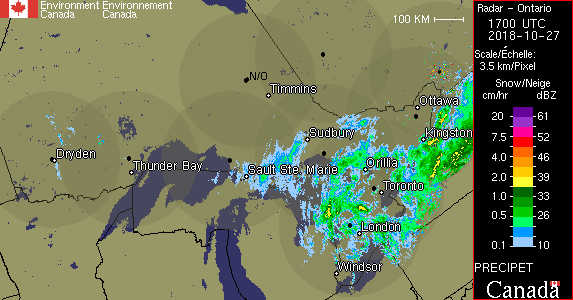 Environment Environnement
Canada Canada
100 KM
N/O
Timmins
Ottawa
Kingston
Sudbury
Dryden
Thunder Bay
Sault Ste. Marie
Orillia
Toronto
London
Windsor
Radar - Ontario
1700 UTC
2018-10-27
Scale/Échelle:
3.5 km/Pixel
Snow/Neige
cm/hr dBZ
20 61
7.5 52
4.0 46
2.0 39
1.0 33
0.5 26
0.1 10
PRECIPET
Canada